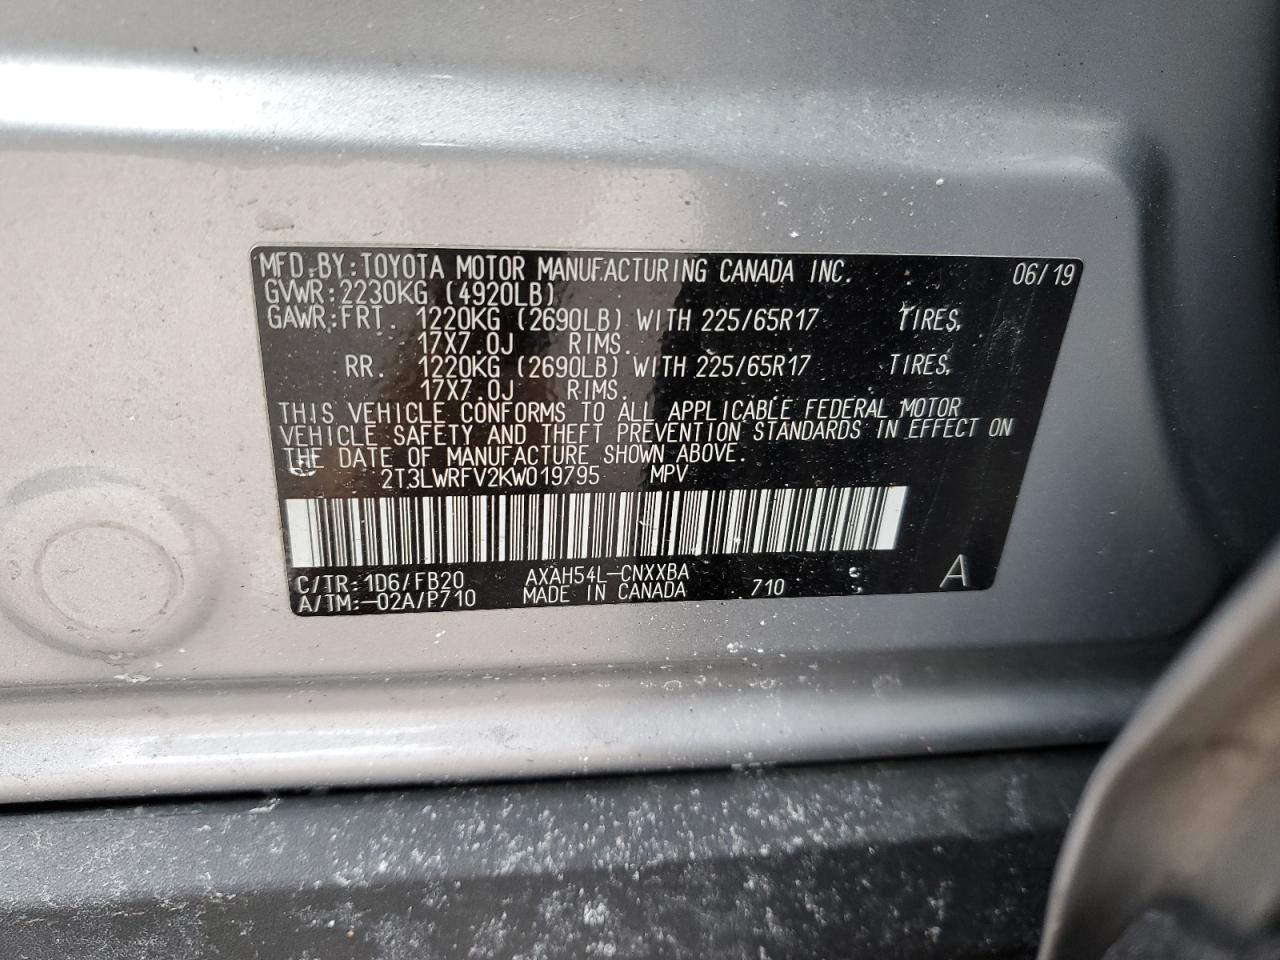 MFD.BY:TOYOTA MOTOR MANUFACTURING CANADA INC. 06/19
GVWR:2230KG (4920LB)
GAWR:FRT. 1220KG (2690LB) WITH 225/65R17 TIRES,
17X7.0J RIMS.
RR. 1220KG (2690LB) WITH 225/65R17 TIRES,
17X7.0J RIMS.
THIS VEHICLE CONFORMS TO ALL APPLICABLE FEDERAL MOTOR
VEHICLE SAFETY AND THEFT PREVENTION STANDARDS IN EFFECT ON
THE DATE OF MANUFACTURE SHOWN ABOVE.
2T3LWRFV2KW019795 MPV
C/TR:1D6/FB20 AXAH54L-CNXXBA
A/TM:-02A/P710 MADE IN CANADA 710 A